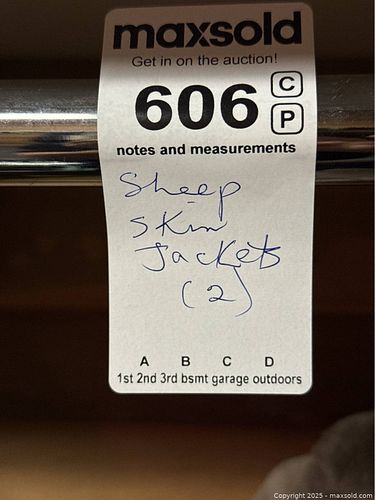 maxsold
Get in on the auction!
606 C
P
notes and measurements
Sheep
Skin
Jackets
(2)
A B C D
1st 2nd 3rd bsmt garage outdoors
Copyright 2025 - maxsold.com